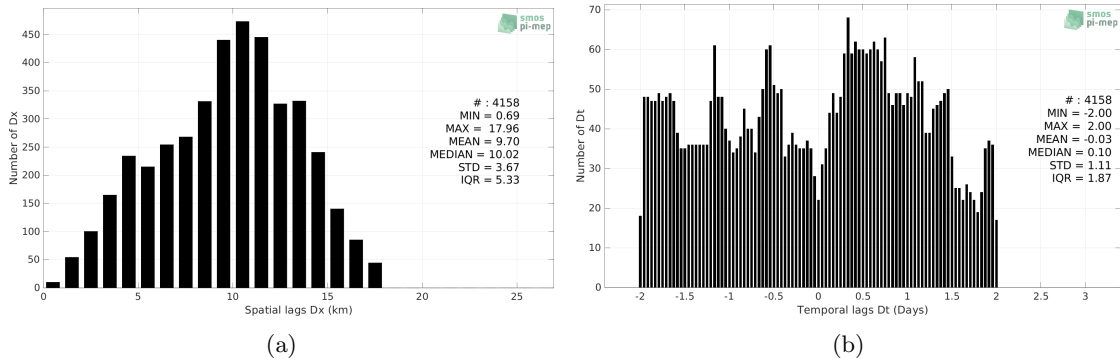 smos
pi-mep
450
400
350
300
250
200
150
100
50
0
Number of Dx
# : 4158
MIN = 0.69
MAX = 17.96
MEAN = 9.70
MEDIAN = 10.02
STD = 3.67
IQR = 5.33
0 5 10 15 20 25
Spatial lags Dx (km)
(a)
smos
pi-mep
70
60
50
40
30
20
10
0
Number of Dt
# : 4158
MIN = -2.00
MAX = 2.00
MEAN = -0.03
MEDIAN = 0.10
STD = 1.11
IQR = 1.87
-2 -1.5 -1 -0.5 0 0.5 1 1.5 2 2.5 3
Temporal lags Dt (Days)
(b)